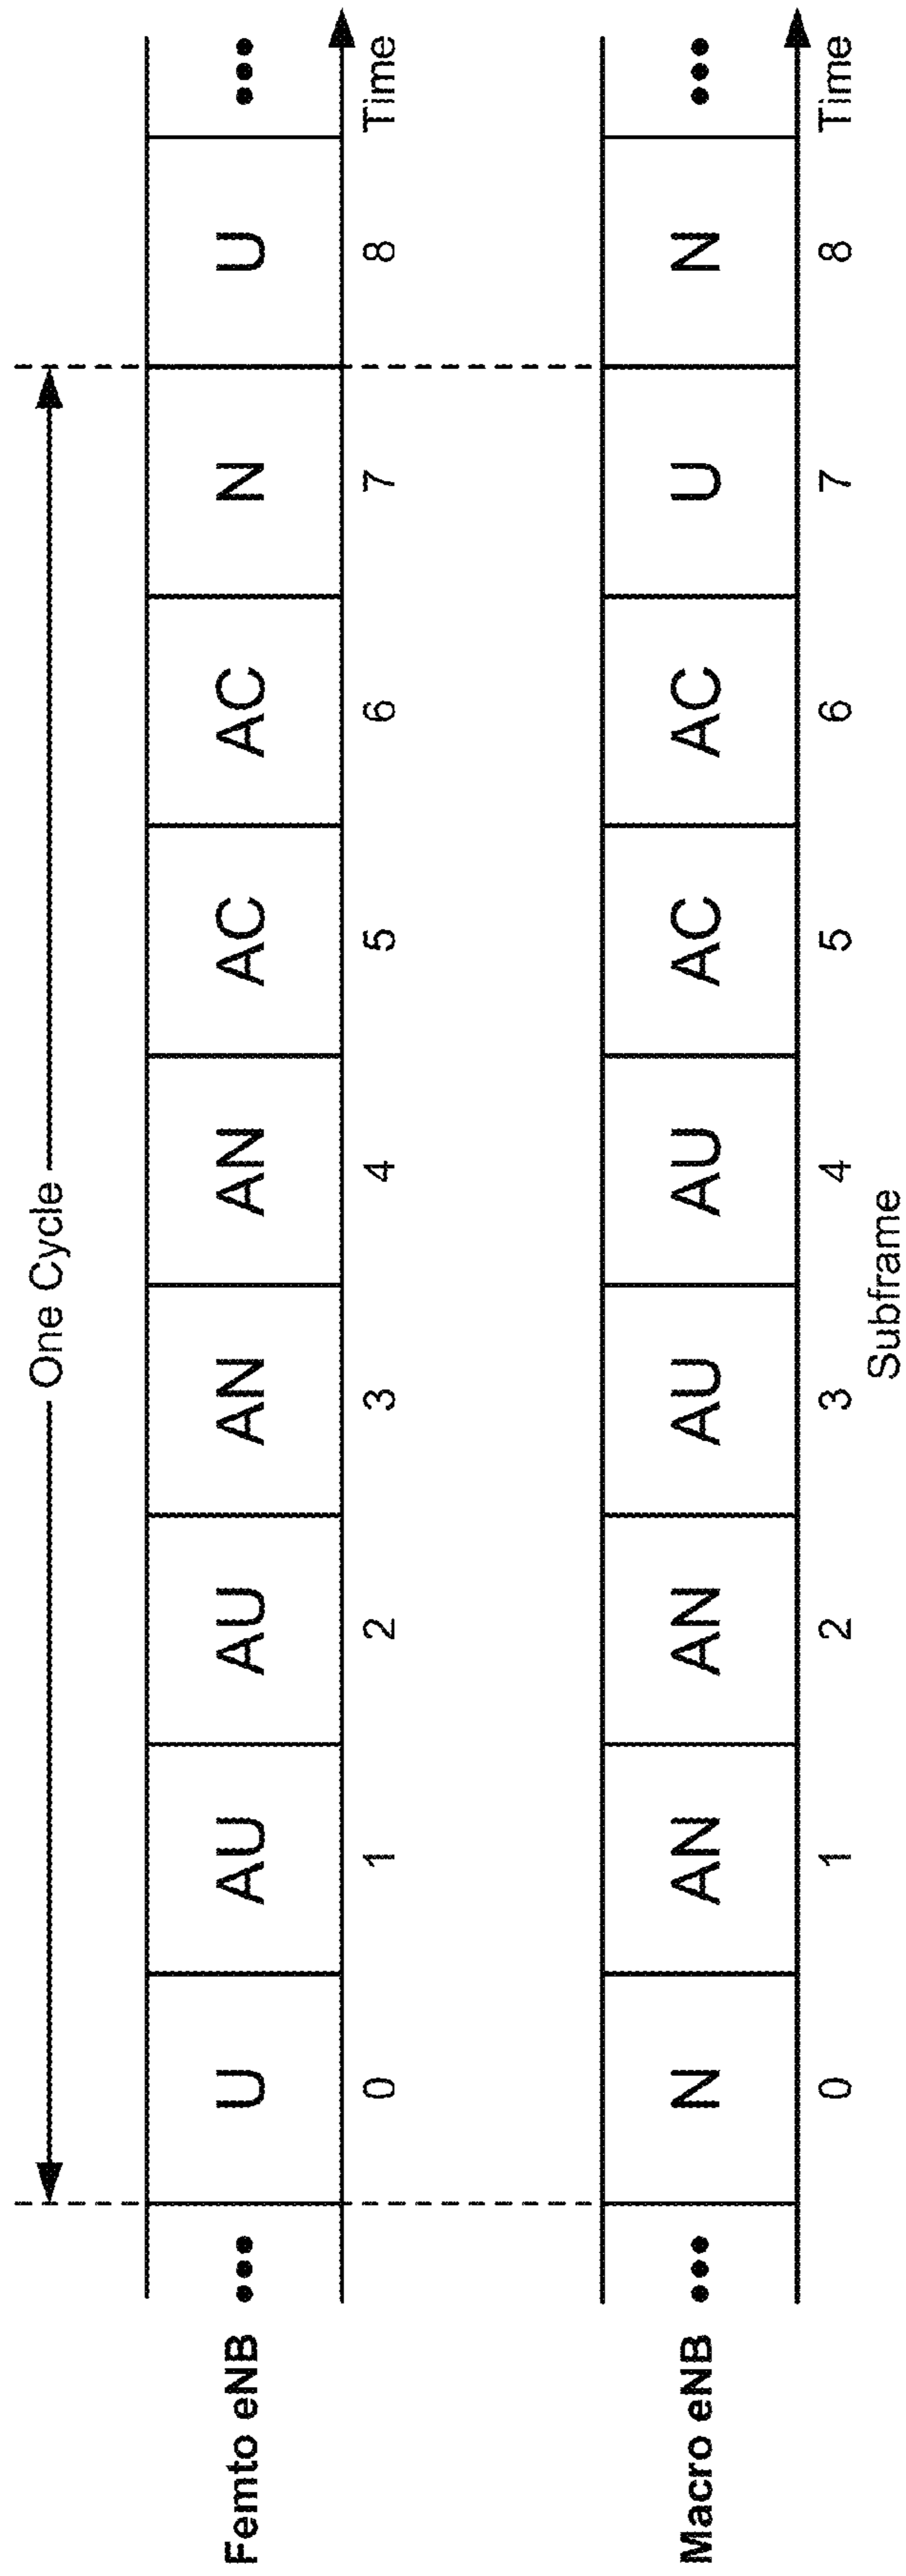 One Cycle
Femto eNB ••• U AU AU AN AN AC AC N U •••
0 1 2 3 4 5 6 7 8 Time
Macro eNB ••• N AN AN AU AU AC AC U N •••
0 1 2 3 4 5 6 7 8 Time
Subframe